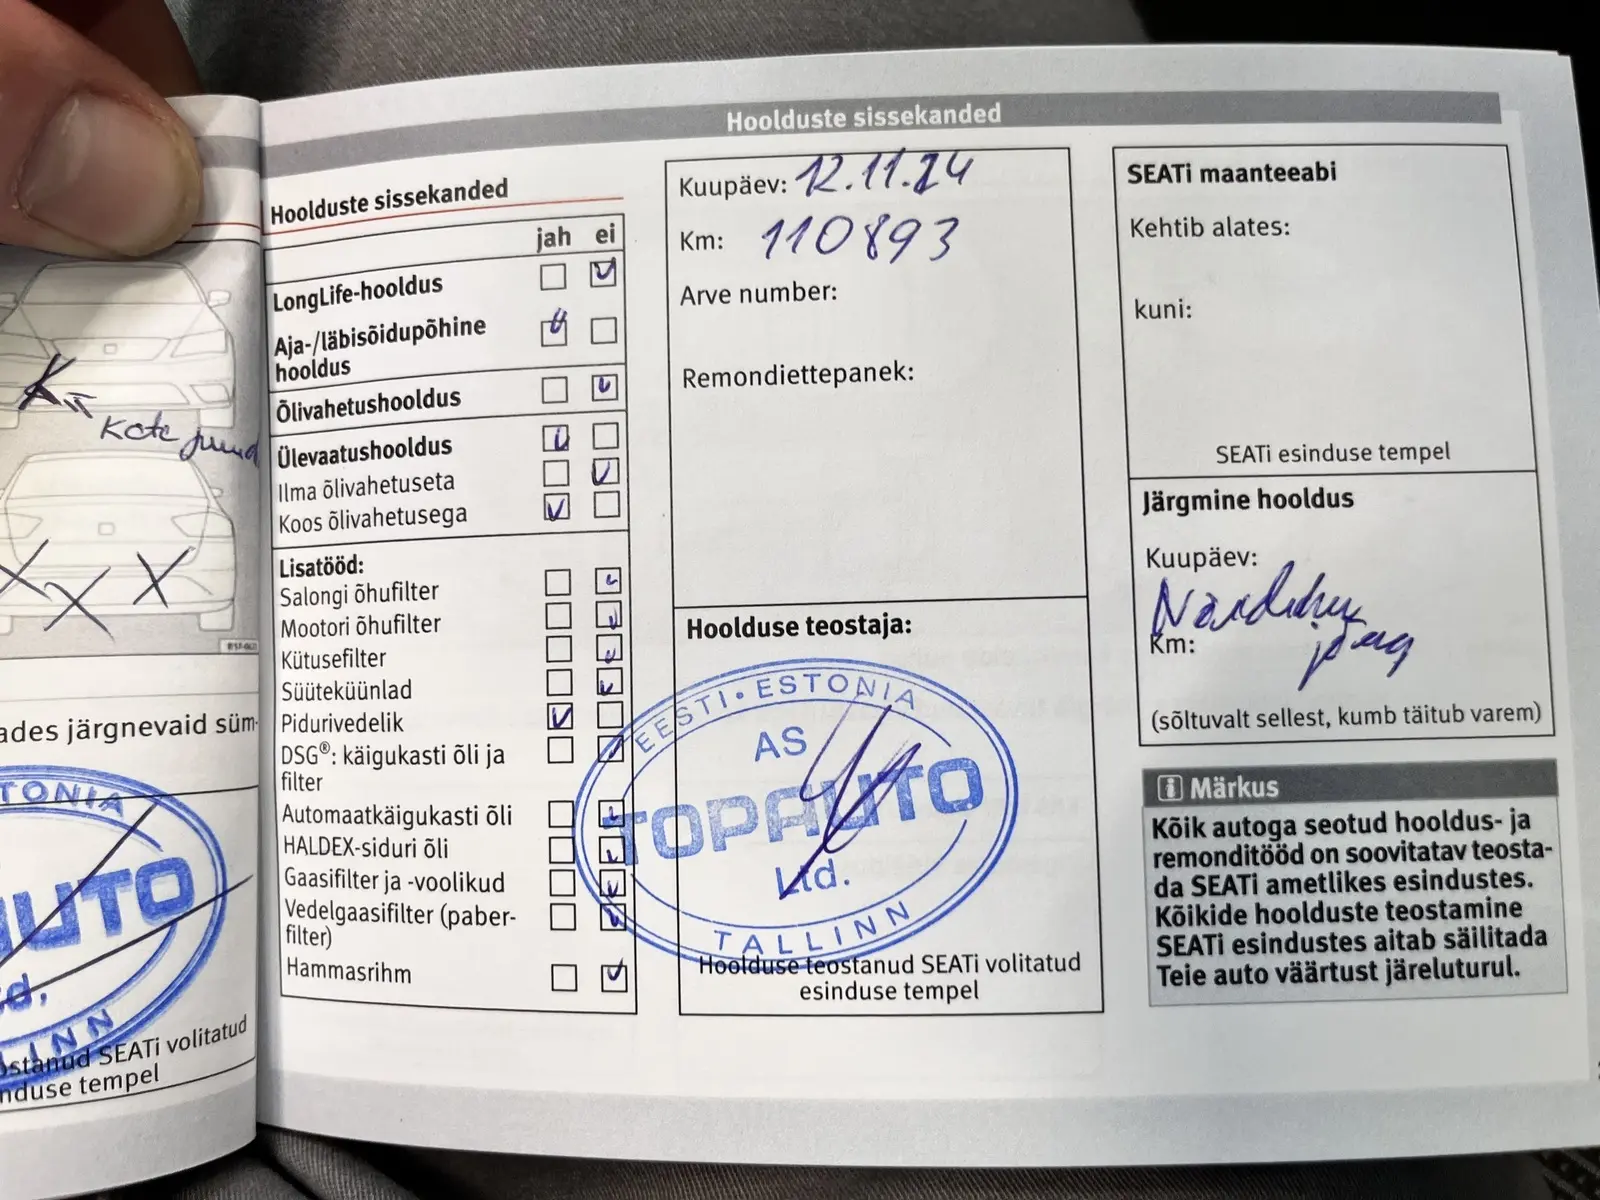 Kate
ades järgnevaid süm-
TONIA
UTO
d.
INN
ostanud SEATi volitatud
nduse tempel
Hoolduste sissekanded
Hoolduste sissekanded
jah ei
LongLife-hooldus
Aja-/läbisõidupõhine
hooldus
Õlivahetushooldus
Ülevaatushooldus
Ilma õlivahetuseta
Koos õlivahetusega
Lisatööd:
Salongi õhufilter
Mootori õhufilter
Kütusefilter
Süüteküünlad
Pidurivedelik
DSG®: käigukasti õli ja
filter
Automaatkäigukasti õli
HALDEX-siduri õli
Gaasifilter ja -voolikud
Vedelgaasifilter (paber-
filter)
Hammasrihm
Kuupäev: 12.11.24
Km: 110893
Arve number:
Remondiettepanek:
Hoolduse teostaja:
EESTI • ESTONIA
AS
TOPAUTO
Ltd.
TALLINN
Hoolduse teostanud SEATi volitatud
esinduse tempel
SEATi maanteeabi
Kehtib alates:
kuni:
SEATi esinduse tempel
Järgmine hooldus
Kuupäev:
Näidiku
Km: järgi
(sõltuvalt sellest, kumb täitub varem)
i Märkus
Kõik autoga seotud hooldus- ja
remonditööd on soovitatav teosta-
da SEATi ametlikes esindustes.
Kõikide hoolduste teostamine
SEATi esindustes aitab säilitada
Teie auto väärtust järeluturul.